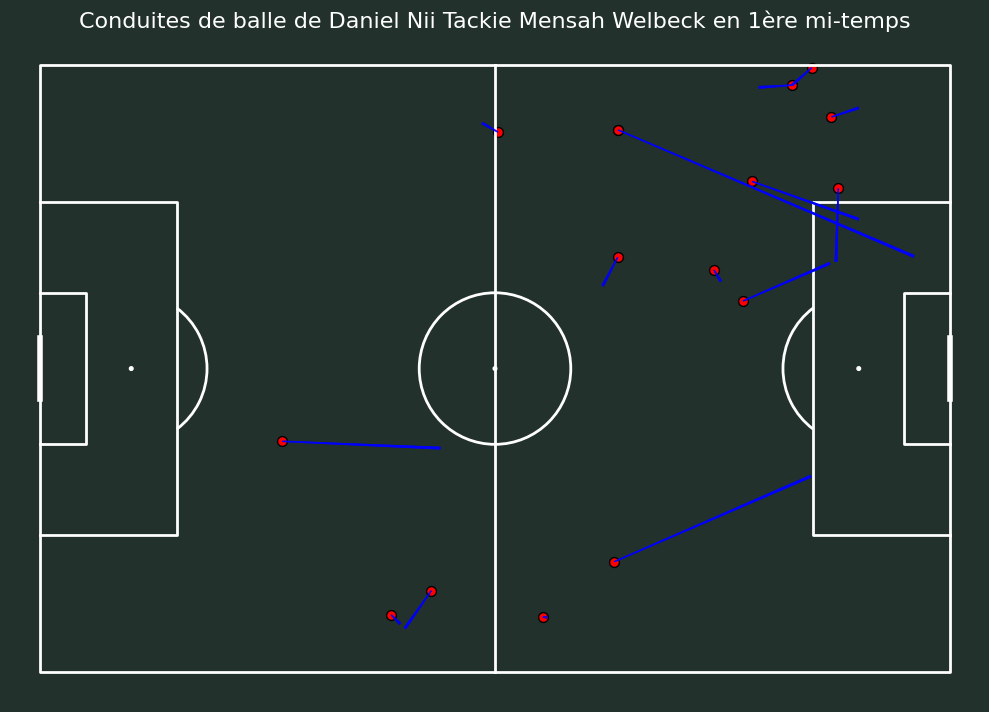 Conduites de balle de Daniel Nii Tackie Mensah Welbeck en 1ère mi-temps